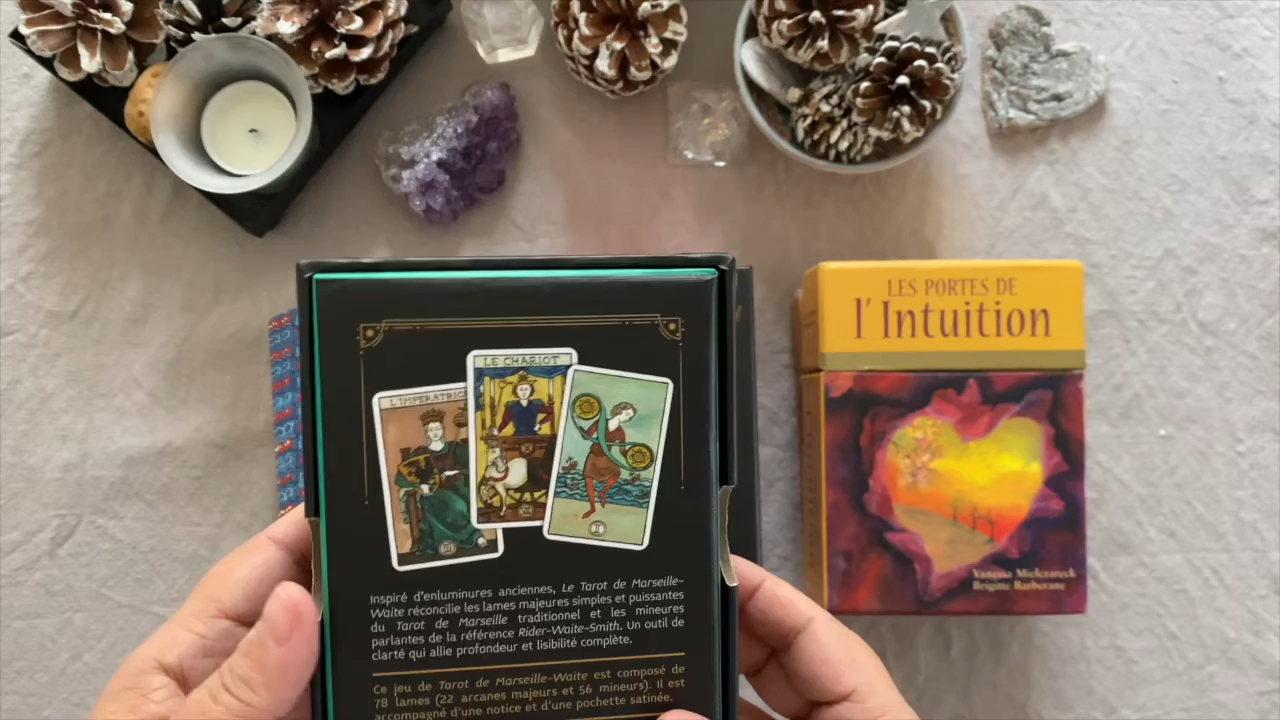 LES PORTES DE
l'Intuition
LE CHARIOT
L'IMPERATRICE
Vanessa Mielczareck
Brigitte Barberane
Inspiré d'enluminures anciennes, Le Tarot de Marseille-
Waite réconcilie les lames majeures simples et puissantes
du Tarot de Marseille traditionnel et les mineures
parlantes de la référence Rider-Waite-Smith. Un outil de
clarté qui allie profondeur et lisibilité complète.
Ce jeu de Tarot de Marseille-Waite est composé de
78 lames (22 arcanes majeurs et 56 mineurs). Il est
accompagné d'une notice et d'une pochette satinée.